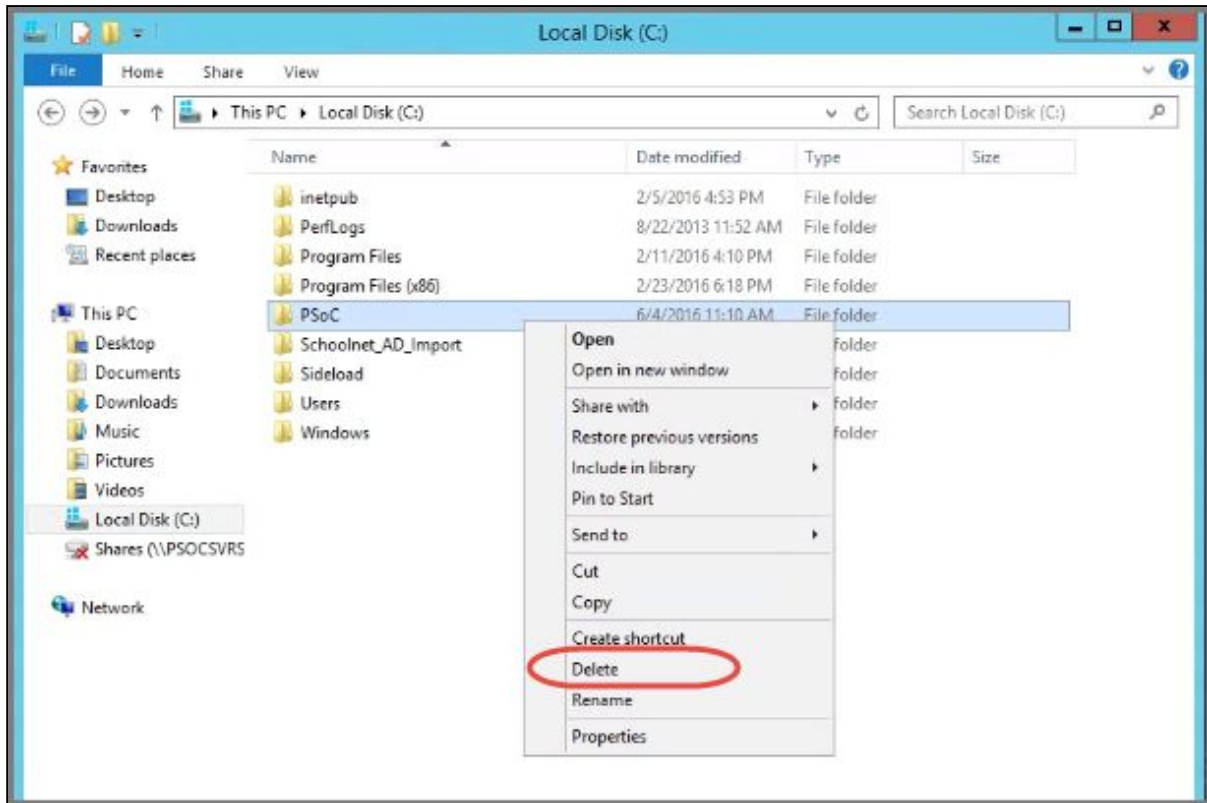 Local Disk (C:)
File Home Share View
This PC Local Disk (C:)
Search Local Disk (C:)
Name Date modified Type Size
Favorites
Desktop
Downloads
Recent places
This PC
Desktop
Documents
Downloads
Music
Pictures
Videos
Local Disk (C:)
Shares (\\PSOCSVRS
Network
inetpub 2/5/2016 4:53 PM File folder
PerfLogs 8/22/2013 11:52 AM File folder
Program Files 2/11/2016 4:10 PM File folder
Program Files (x86) 2/23/2016 6:18 PM File folder
PSoC 6/4/2016 11:10 AM File folder
Schoolnet_AD_Import folder
Sideload folder
Users folder
Windows folder
Open
Open in new window
Share with
Restore previous versions
Include in library
Pin to Start
Send to
Cut
Copy
Create shortcut
Delete
Rename
Properties